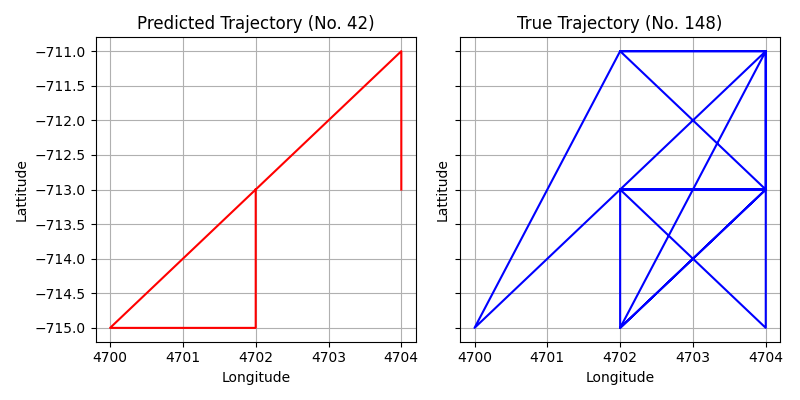 Predicted Trajectory (No. 42)
True Trajectory (No. 148)
Lattitude
−711.0
−711.5
−712.0
−712.5
−713.0
−713.5
−714.0
−714.5
−715.0
4700 4701 4702 4703 4704
Longitude
Lattitude
4700 4701 4702 4703 4704
Longitude